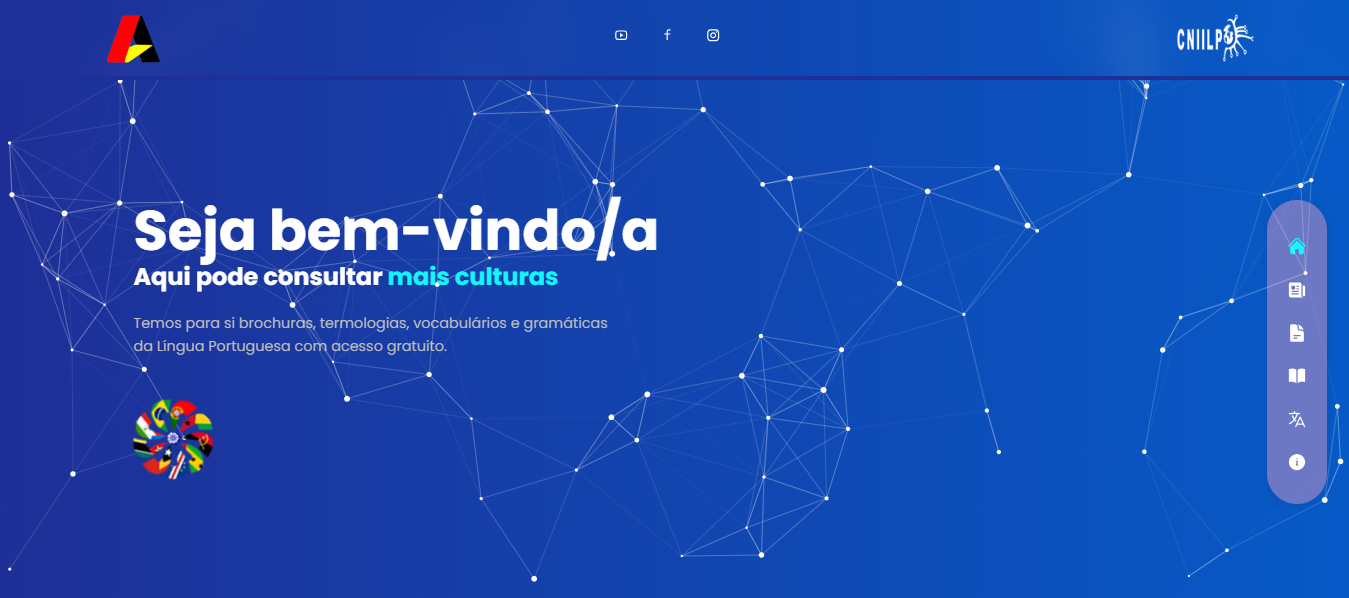 CNIILP
Seja bem-vindo/a
Aqui pode consultar mais culturas
Temos para si brochuras, termologias, vocabulários e gramáticas
da Língua Portuguesa com acesso gratuito.